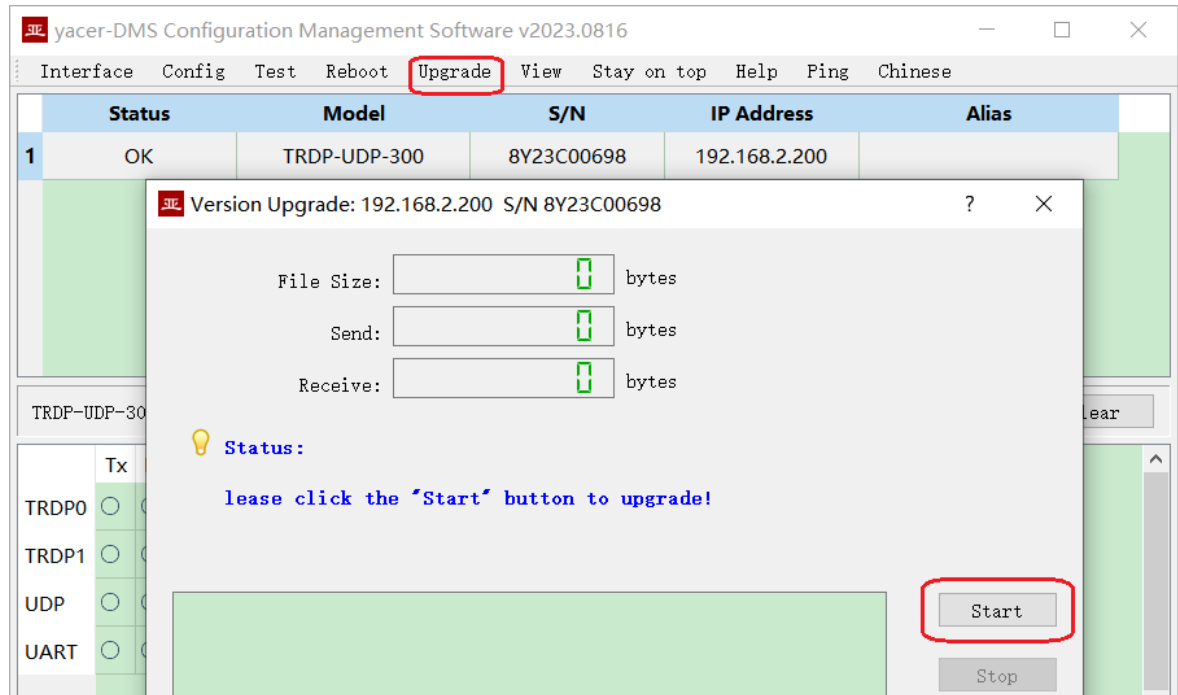 亚 yacer-DMS Configuration Management Software v2023.0816
Interface Config Test Reboot Upgrade View Stay on top Help Ping Chinese
Status Model S/N IP Address Alias
1 OK TRDP-UDP-300 8Y23C00698 192.168.2.200
亚 Version Upgrade: 192.168.2.200 S/N 8Y23C00698 ?
File Size: 0 bytes
Send: 0 bytes
Receive: 0 bytes
TRDP-UDP-30 lear
Status:
Tx
lease click the "Start" button to upgrade!
TRDP0
TRDP1
UDP
Start
UART
Stop